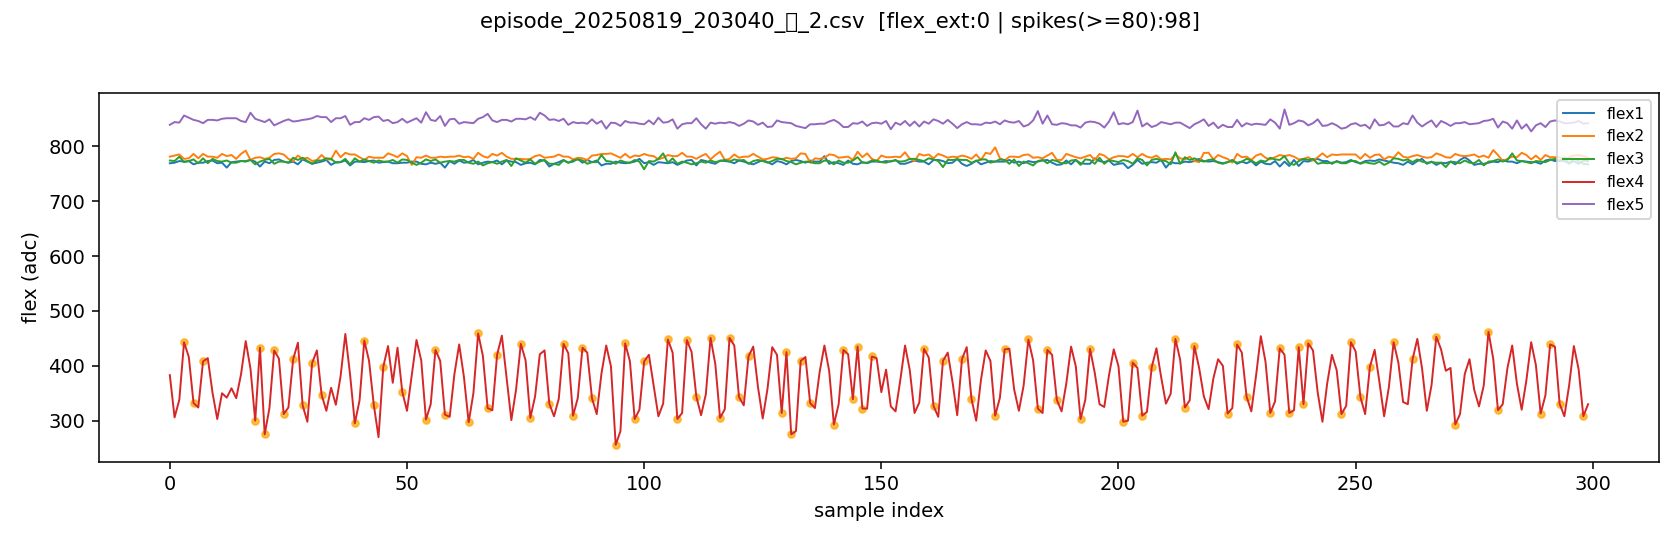 episode_20250819_203040_▯_2.csv  [flex_ext:0 | spikes(>=80):98]
flex (adc)
800
700
600
500
400
300
0
50
100
150
200
250
300
sample index
flex1
flex2
flex3
flex4
flex5